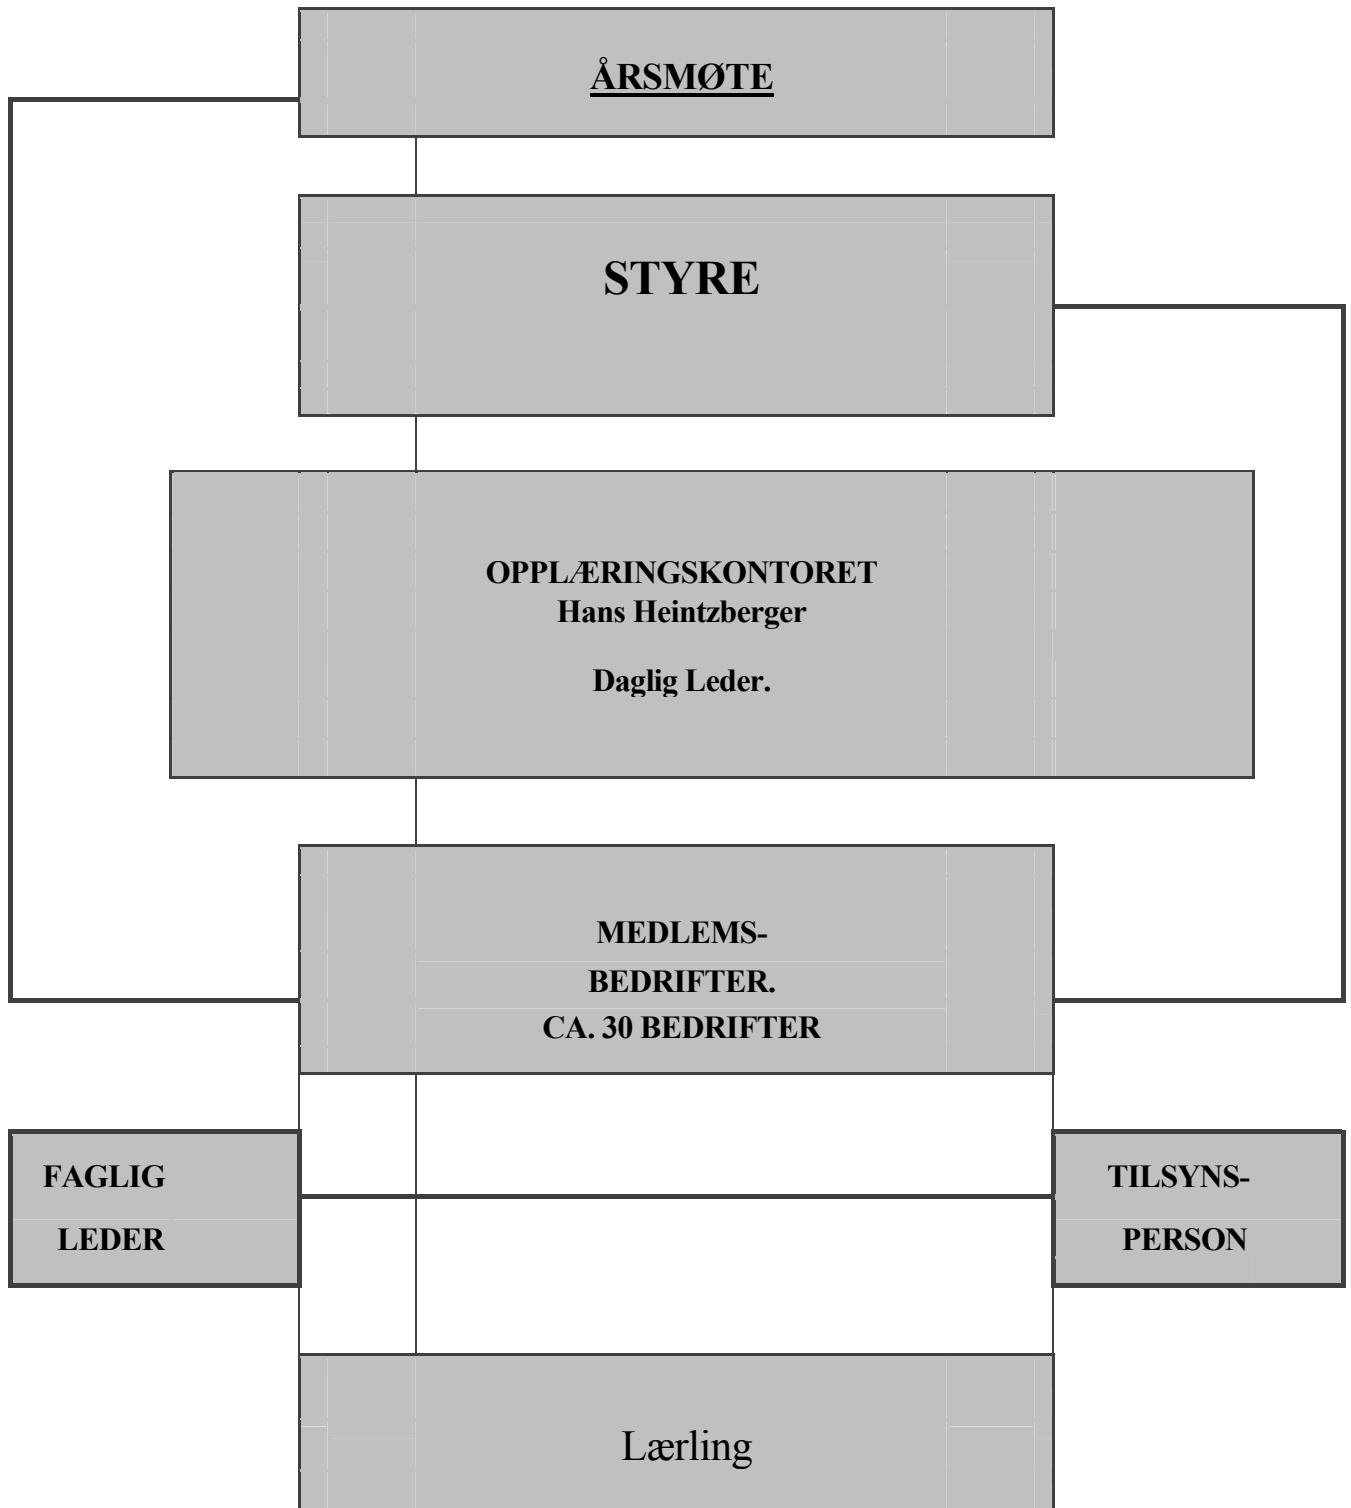 ÅRSMØTE
STYRE
OPPLÆRINGSKONTORET
Hans Heintzberger
Daglig Leder.
MEDLEMS-
BEDRIFTER.
CA. 30 BEDRIFTER
FAGLIG
LEDER
TILSYNS-
PERSON
Lærling